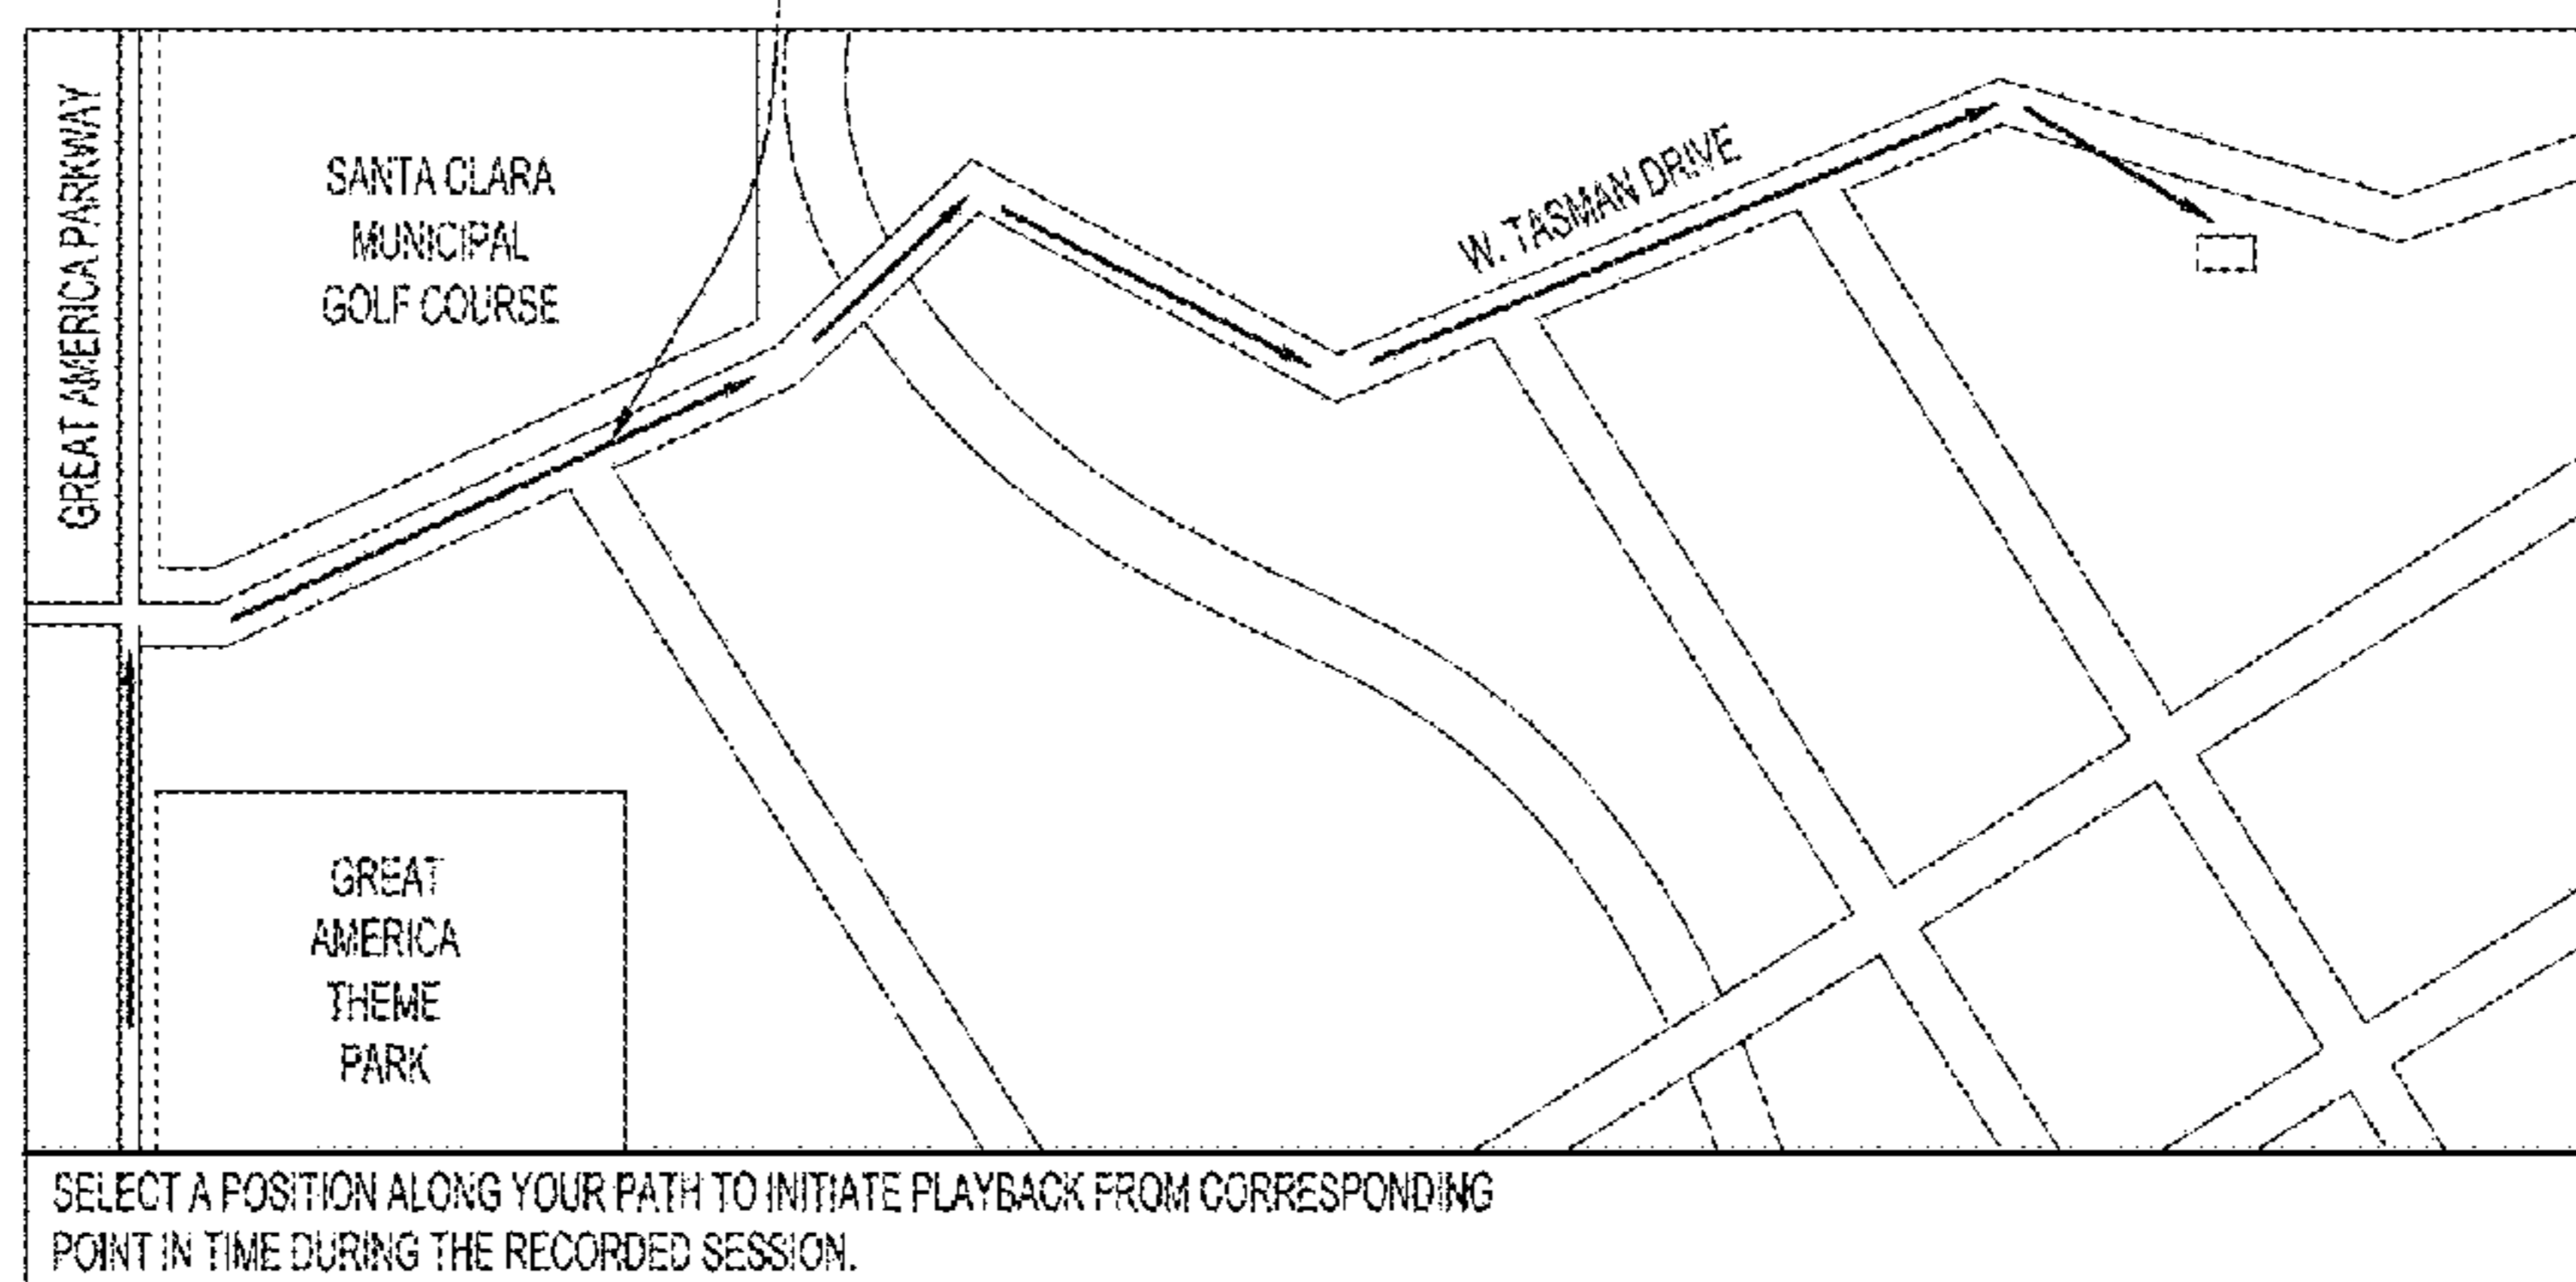 GREAT AMERICA PARKWAY
SANTA CLARA
MUNICIPAL
GOLF COURSE
W. TASMAN DRIVE
GREAT
AMERICA
THEME
PARK
SELECT A POSITION ALONG YOUR PATH TO INITIATE PLAYBACK FROM CORRESPONDING
POINT IN TIME DURING THE RECORDED SESSION.